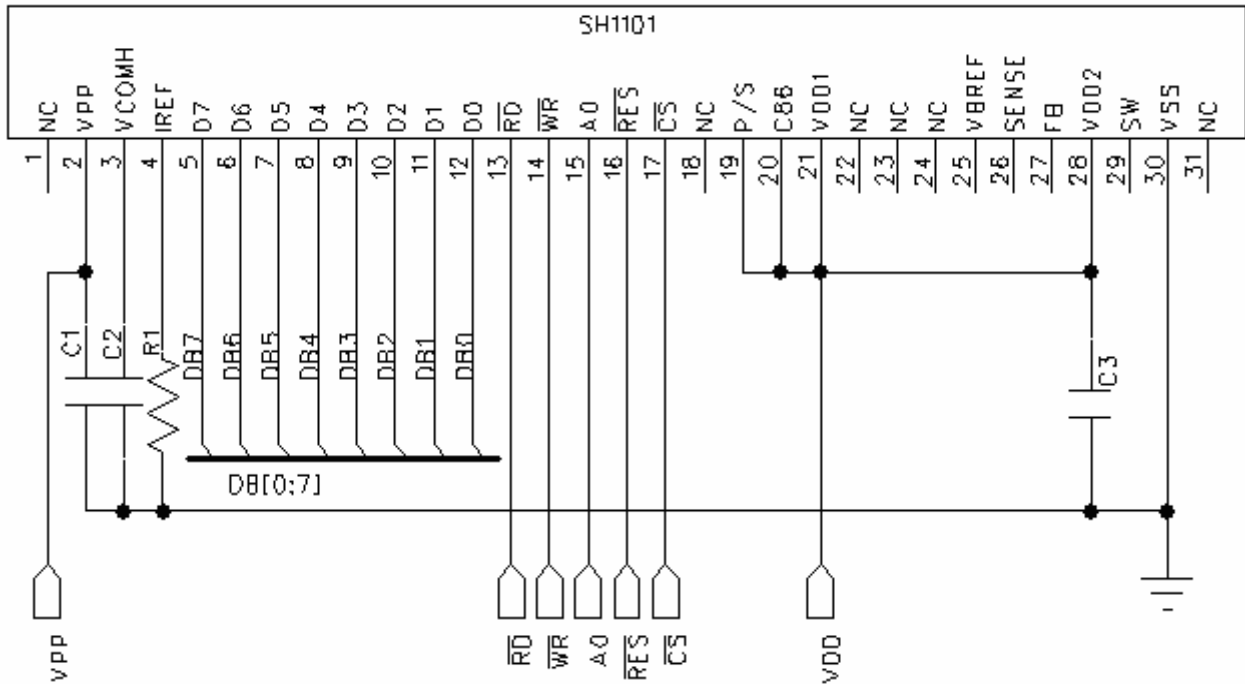 SH1101
NC
VPP
VCOMH
IREF
D7
D6
D5
D4
D3
D2
D1
D0
RD
WR
A0
RES
CS
NC
P/S
C86
VDD1
NC
NC
NC
VBREF
SENSE
FB
VDD2
SW
VSS
NC
1
2
3
4
5
6
7
8
9
10
11
12
13
14
15
16
17
18
19
20
21
22
23
24
25
26
27
28
29
30
31
C1
C2
R1
DB7
DB6
DB5
DB4
DB3
DB2
DB1
DB0
C3
DB[0:7]
VPP
RD
WR
A0
RES
CS
VDD